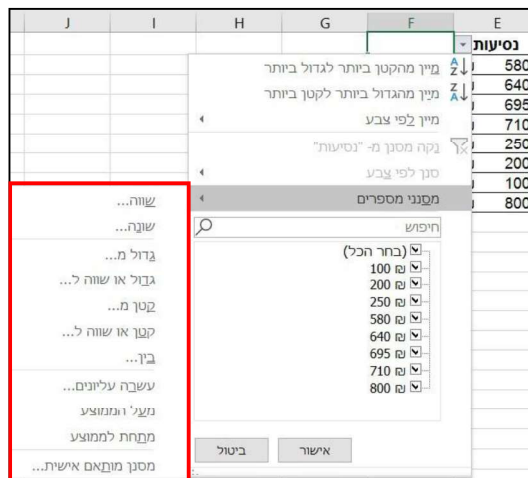 J I H G F E
נסיעות
580
640
695
710
250
200
100
800
מיין מהקטן ביותר לגדול ביותר
מיין מהגדול ביותר לקטן ביותר
מיין לפי צבע
נקה מסנן מ- "נסיעות"
סנן לפי צבע
מסנני מספרים
חיפוש
(בחר הכל)
100 ₪
200 ₪
250 ₪
580 ₪
640 ₪
695 ₪
710 ₪
800 ₪
אישור
ביטול
שווה...
שונה...
גדול מ...
גדול או שווה ל...
קטן מ...
קטן או שווה ל...
בין...
עשרה עליונים...
מעל הממוצע
מתחת לממוצע
מסנן מותאם אישית...